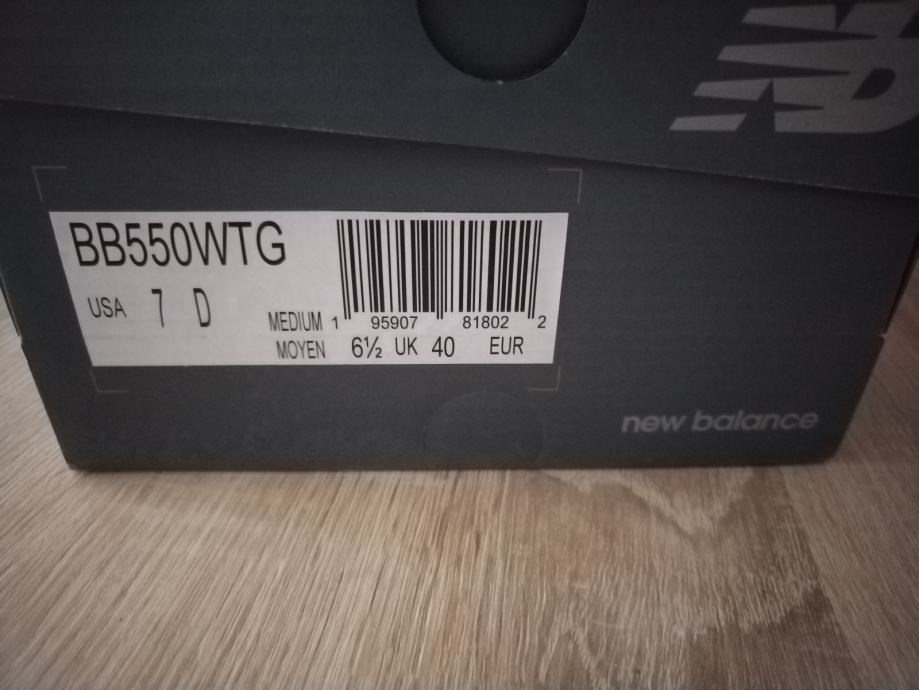 BB550WTG
USA 7 D
MEDIUM 1 95907 81802 2
MOYEN 6½ UK 40 EUR
new balance